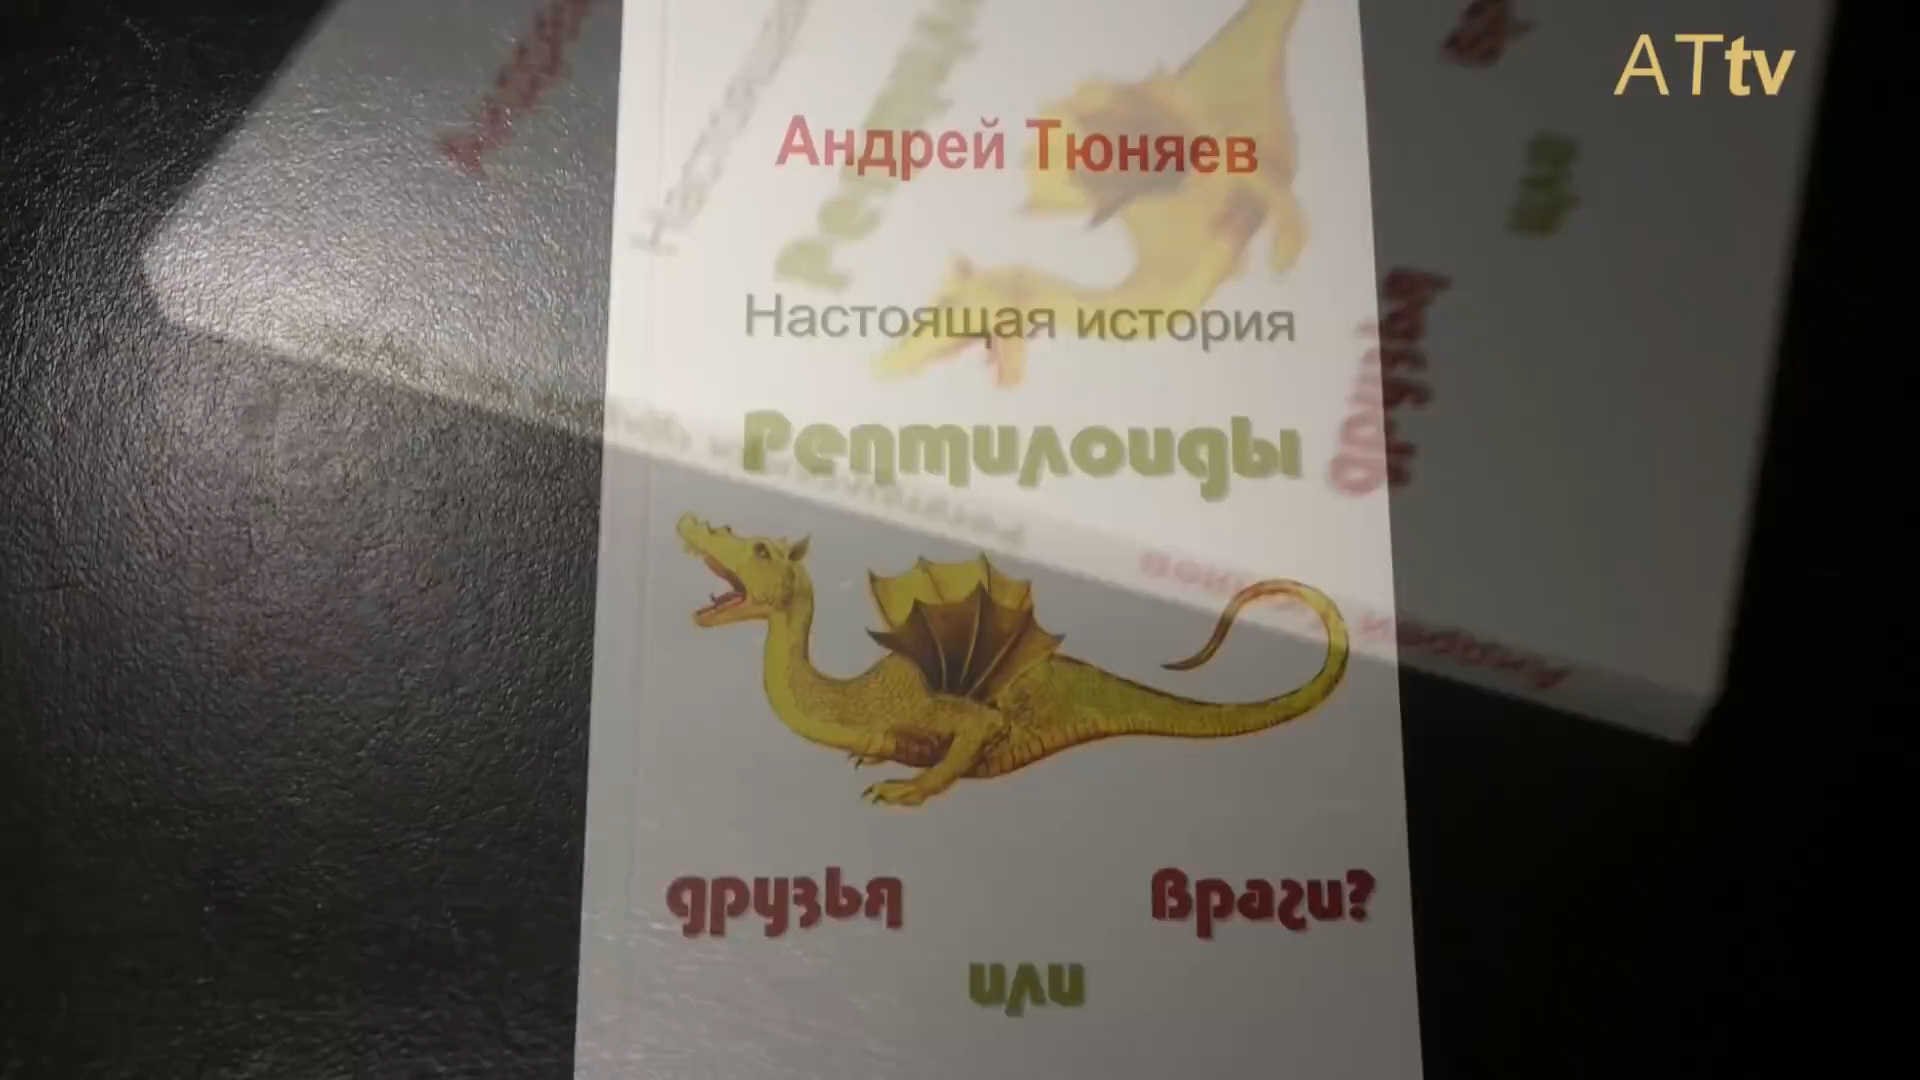 ATtv
Андрей Тюняев
Настоящая история
Рептилоиды
друзья враги?
или